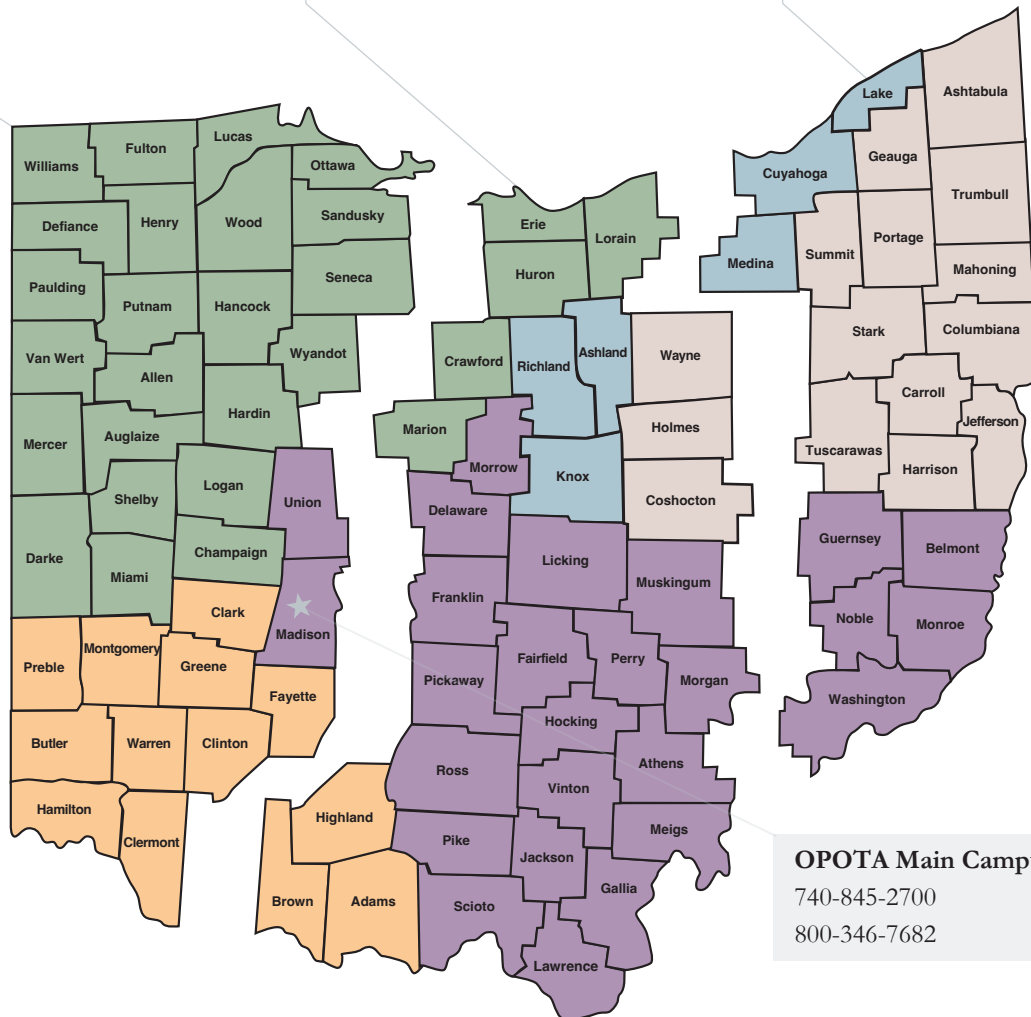 Williams
Fulton
Lucas
Ottawa
Defiance
Henry
Wood
Sandusky
Seneca
Paulding
Putnam
Hancock
Van Wert
Allen
Wyandot
Mercer
Auglaize
Hardin
Shelby
Logan
Union
Darke
Miami
Champaign
Clark
Madison
Preble
Montgomery
Greene
Fayette
Butler
Warren
Clinton
Hamilton
Clermont
Highland
Brown
Adams
Erie
Lorain
Huron
Crawford
Richland
Ashland
Wayne
Marion
Morrow
Knox
Holmes
Coshocton
Delaware
Licking
Franklin
Muskingum
Pickaway
Fairfield
Perry
Morgan
Hocking
Ross
Vinton
Athens
Pike
Jackson
Meigs
Scioto
Gallia
Lawrence
Lake
Ashtabula
Geauga
Cuyahoga
Trumbull
Medina
Summit
Portage
Mahoning
Stark
Columbiana
Carroll
Jefferson
Tuscarawas
Harrison
Guernsey
Belmont
Noble
Monroe
Washington
OPOTA Main Camp
740-845-2700
800-346-7682